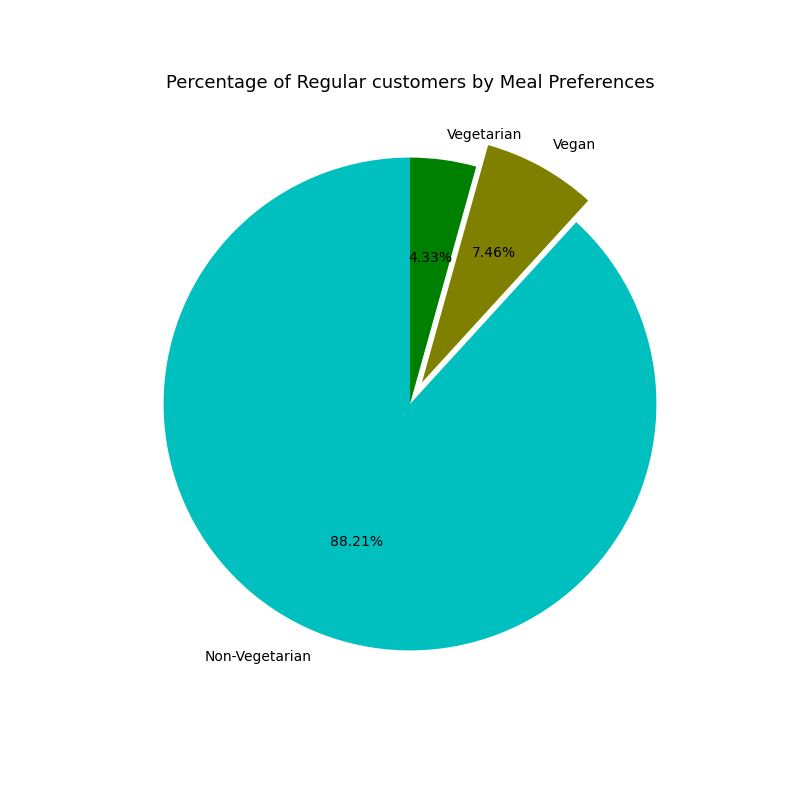 Percentage of Regular customers by Meal Preferences
Vegetarian
Vegan
4.33%
7.46%
88.21%
Non-Vegetarian